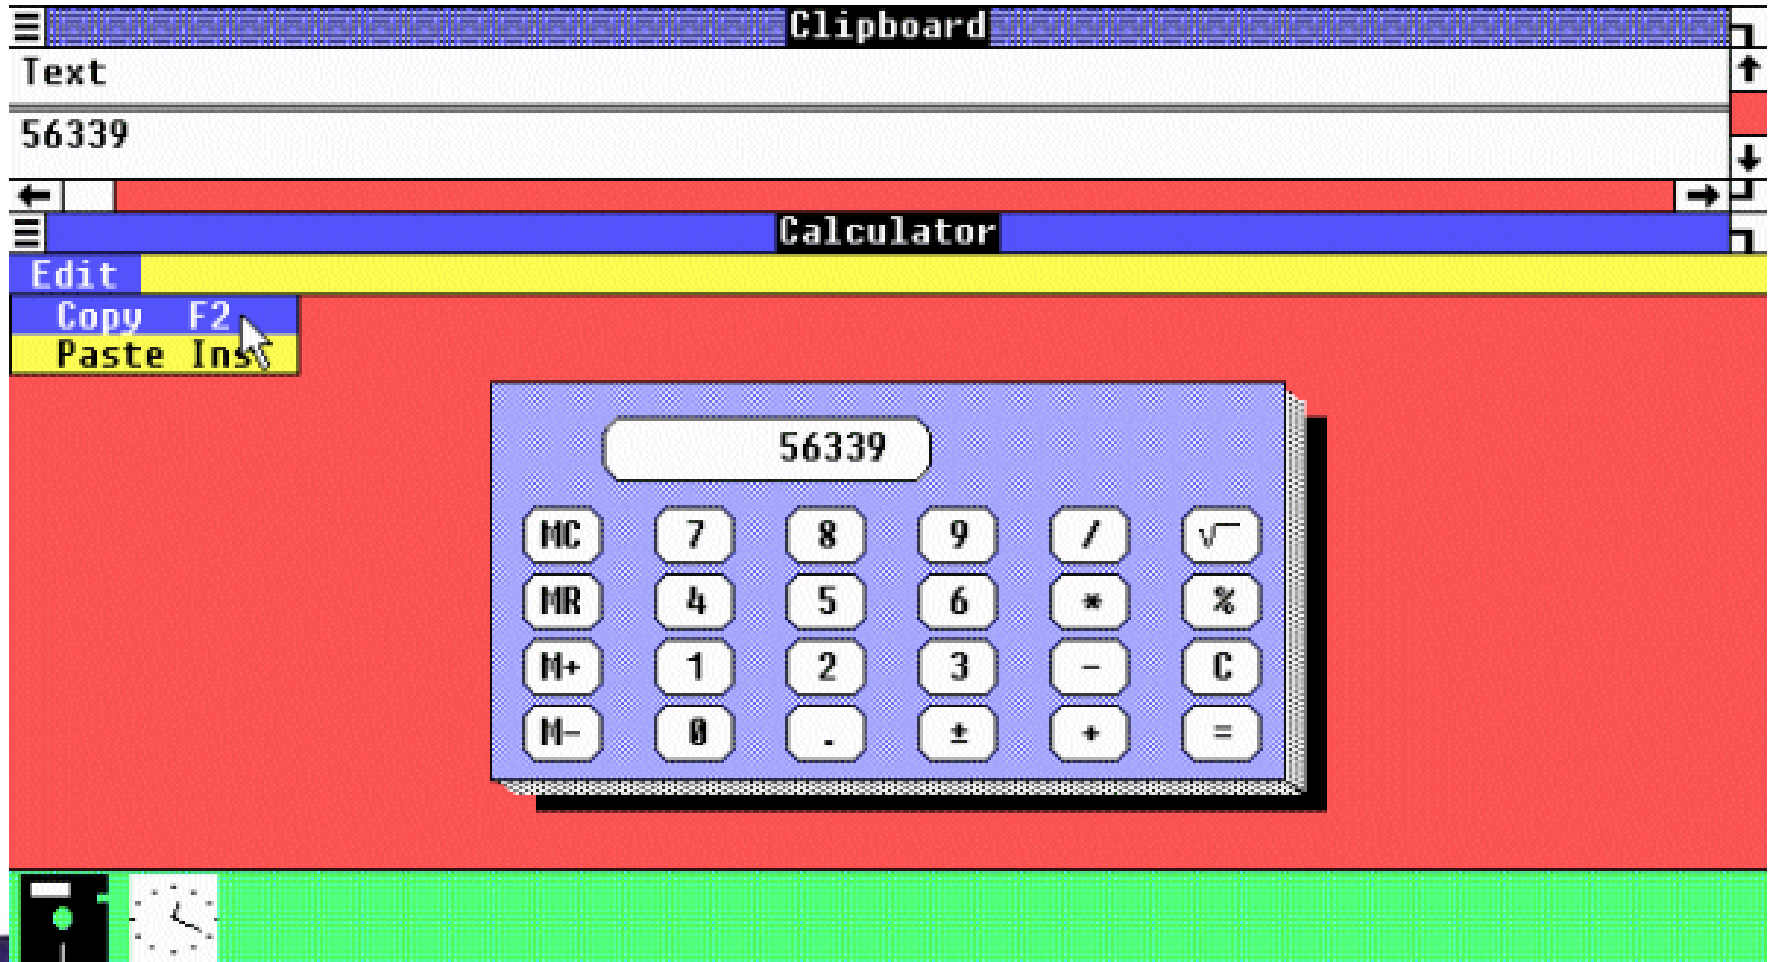 Clipboard
Text
56339
Calculator
Edit
Copy F2
Paste Ins
56339
MC 7 8 9 / √
MR 4 5 6 * %
M+ 1 2 3 - C
M- 0 . ± + =